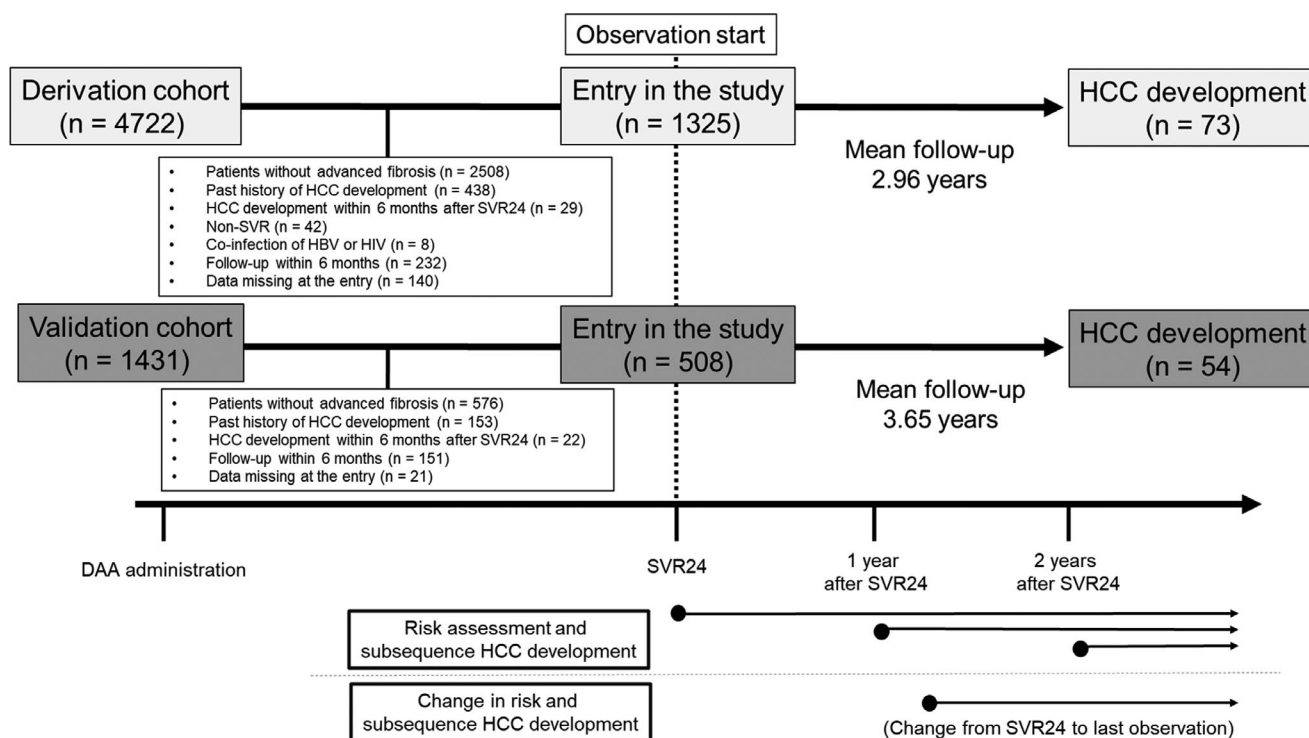 Observation start
Derivation cohort
(n = 4722)
Entry in the study
(n = 1325)
HCC development
(n = 73)
Mean follow-up
2.96 years
• Patients without advanced fibrosis (n = 2508)
• Past history of HCC development (n = 438)
• HCC development within 6 months after SVR24 (n = 29)
• Non-SVR (n = 42)
• Co-infection of HBV or HIV (n = 8)
• Follow-up within 6 months (n = 232)
• Data missing at the entry (n = 140)
Validation cohort
(n = 1431)
Entry in the study
(n = 508)
HCC development
(n = 54)
Mean follow-up
3.65 years
• Patients without advanced fibrosis (n = 576)
• Past history of HCC development (n = 153)
• HCC development within 6 months after SVR24 (n = 22)
• Follow-up within 6 months (n = 151)
• Data missing at the entry (n = 21)
DAA administration
SVR24
1 year
after SVR24
2 years
after SVR24
Risk assessment and
subsequence HCC development
Change in risk and
subsequence HCC development
(Change from SVR24 to last observation)